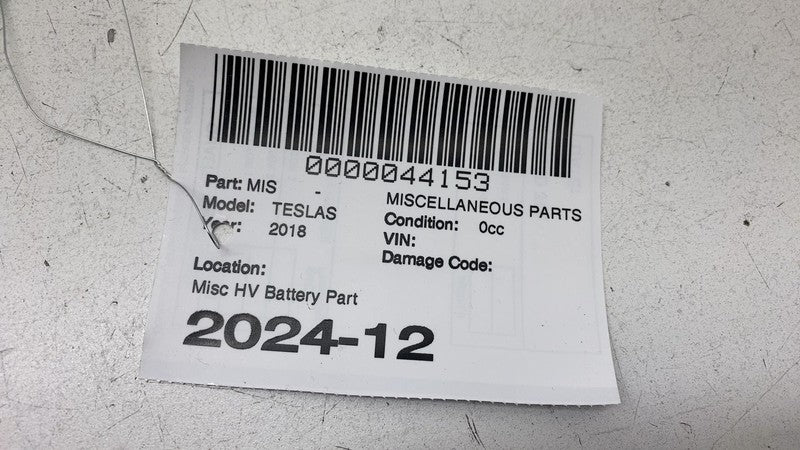 0000044153
Part: MIS - MISCELLANEOUS PARTS
Model: TESLAS Condition: 0cc
Year: 2018 VIN:
Location: Damage Code:
Misc HV Battery Part
2024-12